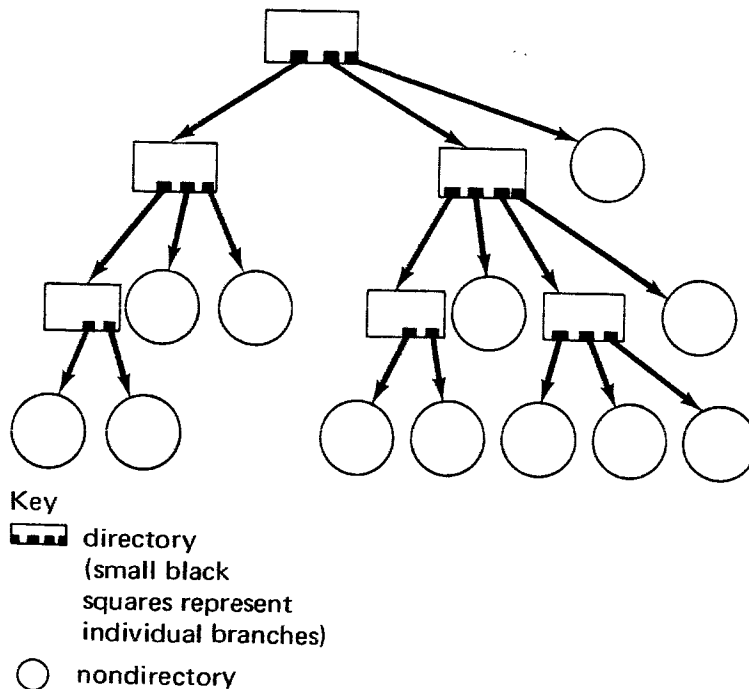 Key
directory
(small black
squares represent
individual branches)
nondirectory